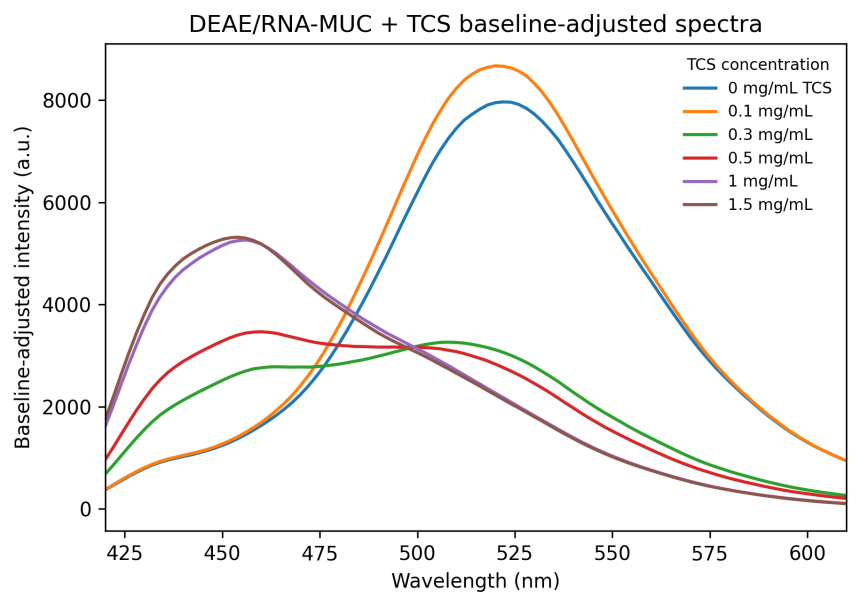 DEAE/RNA-MUC + TCS baseline-adjusted spectra
Baseline-adjusted intensity (a.u.)
8000
6000
4000
2000
0
TCS concentration
0 mg/mL TCS
0.1 mg/mL
0.3 mg/mL
0.5 mg/mL
1 mg/mL
1.5 mg/mL
425 450 475 500 525 550 575 600
Wavelength (nm)